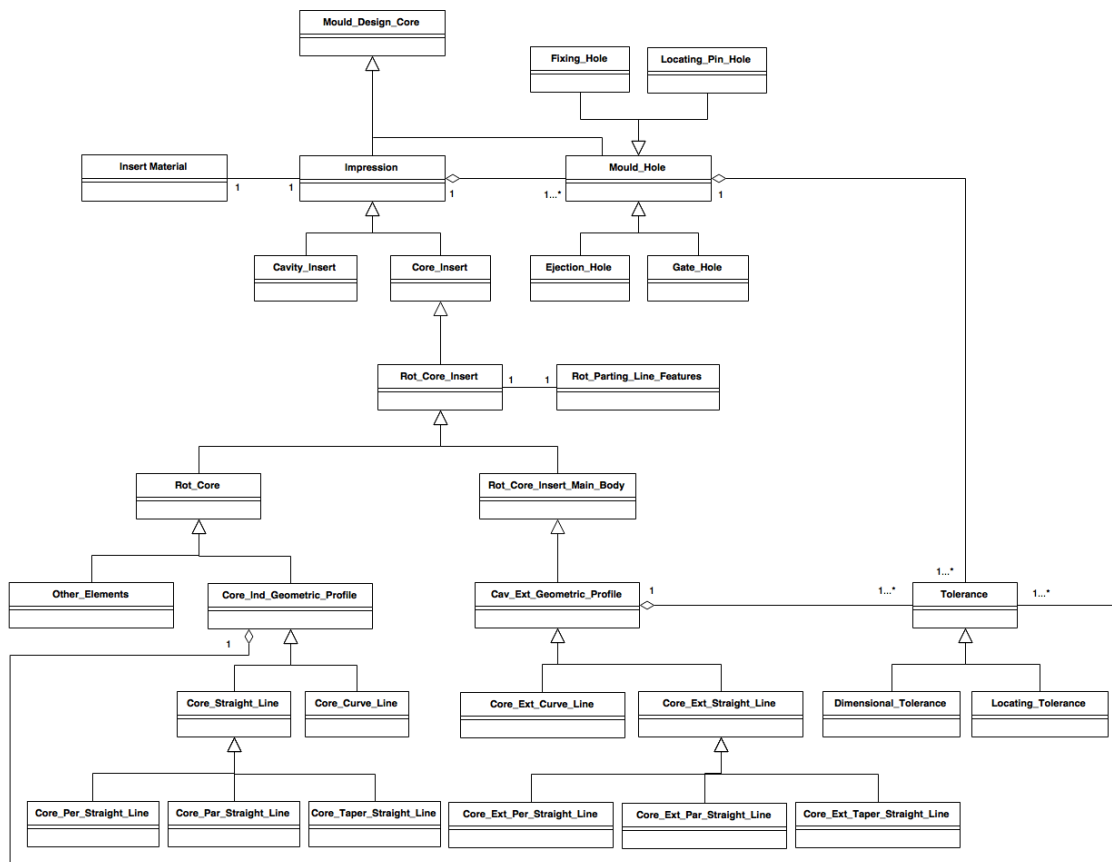 Mould_Design_Core
Fixing_Hole
Locating_Pin_Hole
Insert Material
Impression
Mould_Hole
1
1
1
1...*
1
Cavity_Insert
Core_Insert
Ejection_Hole
Gate_Hole
Rot_Core_Insert
1
1
Rot_Parting_Line_Features
Rot_Core
Rot_Core_Insert_Main_Body
1...*
Other_Elements
Core_Ind_Geometric_Profile
Cav_Ext_Geometric_Profile
1
1...*
Tolerance
1...*
1
Core_Straight_Line
Core_Curve_Line
Core_Ext_Curve_Line
Core_Ext_Straight_Line
Dimensional_Tolerance
Locating_Tolerance
Core_Per_Straight_Line
Core_Par_Straight_Line
Core_Taper_Straight_Line
Core_Ext_Per_Straight_Line
Core_Ext_Par_Straight_Line
Core_Ext_Taper_Straight_Line